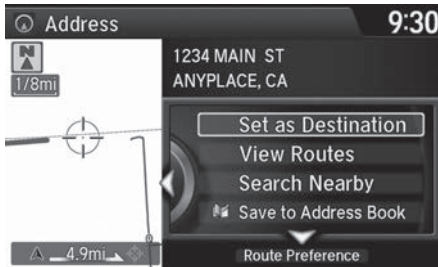 Address
9:30
N
1/8mi
1234 MAIN ST
ANYPLACE, CA
Set as Destination
View Routes
Search Nearby
Save to Address Book
4.9mi
Route Preference